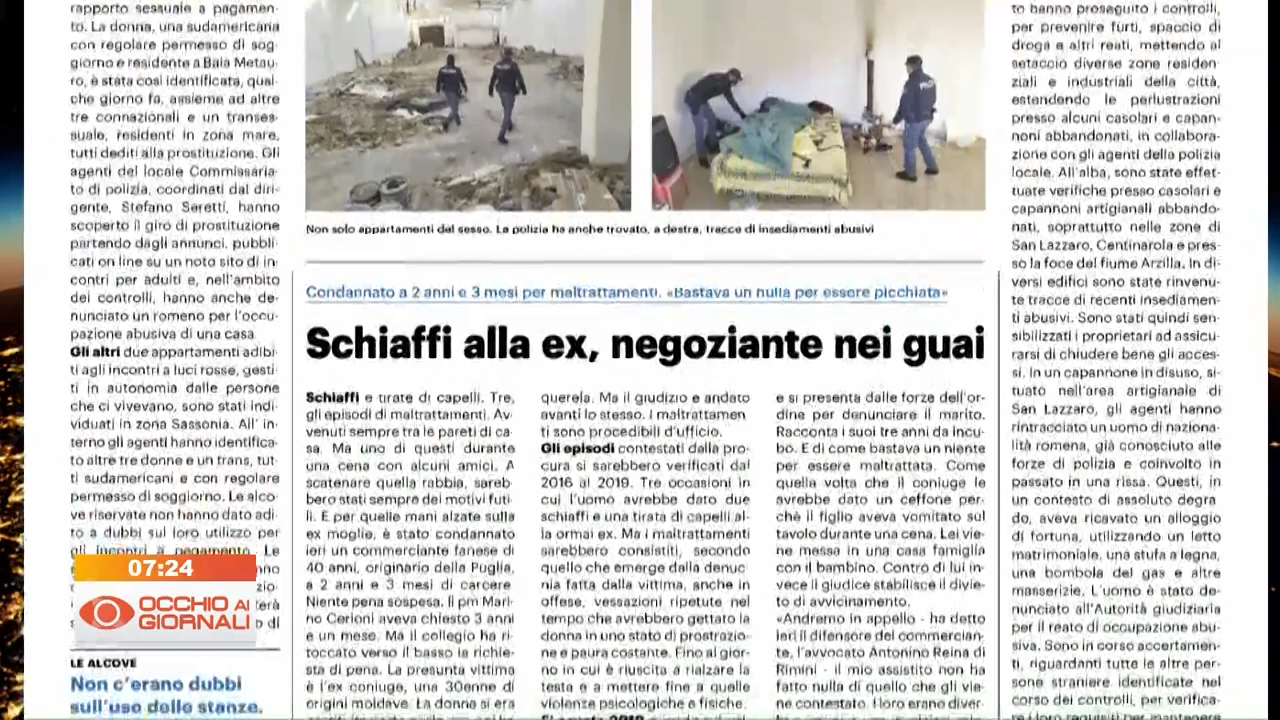 rapporto sessuale a pagamen-
to. La donna, una sudamericana
con regolare permesso di sog-
giorno e residente a Baia Metau-
ro, è stata così identificata, qual-
che giorno fa, assieme ad altre
tre connazionali e un transes-
suale, residenti in zona mare,
tutti dediti alla prostituzione. Gli
agenti del locale Commissaria-
to di polizia, coordinati dal diri-
gente, Stefano Seretti, hanno
scoperto il giro di prostituzione
partendo dagli annunci, pubbli-
cati on line su un noto sito di in-
contri per adulti e, nell'ambito
dei controlli, hanno anche de-
nunciato un romeno per l'occu-
pazione abusiva di una casa.
Gli altri due appartamenti adibi-
ti agli incontri a luci rosse, gesti-
ti in autonomia dalle persone
che ci vivevano, sono stati indi-
viduati in zona Sassonia. All' in-
terno gli agenti hanno identifica-
to altre tre donne e un trans, tut-
ti sudamericani e con regolare
permesso di soggiorno. Le alco-
ve riservate non hanno dato adi-
to a dubbi sul loro utilizzo per
gli incontri a pagamento. Le
07:24
OCCHIO AI
GIORNALI
LE ALCOVE
Non c'erano dubbi
sull'uso delle stanze.
POLIZIA
Non solo appartamenti del sesso. La polizia ha anche trovato, a destra, tracce di insediamenti abusivi
Condannato a 2 anni e 3 mesi per maltrattamenti. «Bastava un nulla per essere picchiata»
Schiaffi alla ex, negoziante nei guai
Schiaffi e tirate di capelli. Tre,
gli episodi di maltrattamenti. Av-
venuti sempre tra le pareti di ca-
sa. Ma uno di questi durante
una cena con alcuni amici. A
scatenare quella rabbia, sareb-
bero stati sempre dei motivi futi-
li. E per quelle mani alzate sulla
ex moglie, è stato condannato
ieri un commerciante fanese di
40 anni, originario della Puglia,
a 2 anni e 3 mesi di carcere.
Niente pena sospesa. Il pm Mari-
no Cerioni aveva chiesto 3 anni
e un mese. Ma il collegio ha ri-
toccato verso il basso la richie-
sta di pena. La presunta vittima
è l'ex coniuge, una 30enne di
origini moldave. La donna si era
querela. Ma il giudizio è andato
avanti lo stesso. I maltrattamen
ti sono procedibili d'ufficio.
Gli episodi contestati dalla pro-
cura si sarebbero verificati dal
2016 al 2019. Tre occasioni in
cui l'uomo avrebbe dato due
schiaffi e una tirata di capelli al-
la ormai ex. Ma i maltrattamenti
sarebbero consistiti, secondo
quello che emerge dalla denun-
cia fatta dalla vittima, anche in
offese, vessazioni ripetute nel
tempo che avrebbero gettato la
donna in uno stato di prostrazio-
ne e paura costante. Fino al gior-
no in cui è riuscita a rialzare la
testa e a mettere fine a quelle
violenze psicologiche e fisiche.
e si presenta dalle forze dell'or-
dine per denunciare il marito.
Racconta i suoi tre anni da incu-
bo. E di come bastava un niente
per essere maltrattata. Come
quella volta che il coniuge le
avrebbe dato un ceffone per-
chè il figlio aveva vomitato sul
tavolo durante una cena. Lei vie-
ne messa in una casa famiglia
con il bambino. Contro di lui in-
vece il giudice stabilisce il divie-
to di avvicinamento.
«Andremo in appello - ha detto
ieri il difensore del commercian-
te, l'avvocato Antonino Reina di
Rimini - il mio assistito non ha
fatto nulla di quello che gli vie-
ne contestato. I loro erano diver-
to hanno proseguito i controlli,
per prevenire furti, spaccio di
droga e altri reati, mettendo al
setaccio diverse zone residen-
ziali e industriali della città,
estendendo le perlustrazioni
presso alcuni casolari e capan-
noni abbandonati, in collabora-
zione con gli agenti della polizia
locale. All'alba, sono state effet-
tuate verifiche presso casolari e
capannoni artigianali abbando-
nati, soprattutto nelle zone di
San Lazzaro, Centinarola e pres-
so la foce del fiume Arzilla. In di-
versi edifici sono state rinvenu-
te tracce di recenti insediamen-
ti abusivi. Sono stati quindi sen-
sibilizzati i proprietari ad assicu-
rarsi di chiudere bene gli acces-
si. In un capannone in disuso, si-
tuato nell'area artigianale di
San Lazzaro, gli agenti hanno
rintracciato un uomo di naziona-
lità romena, già conosciuto alle
forze di polizia e coinvolto in
passato in una rissa. Questi, in
un contesto di assoluto degra
do, aveva ricavato un alloggio
di fortuna, utilizzando un letto
matrimoniale, una stufa a legna,
una bombola del gas e altre
masserizie. L'uomo è stato de-
nunciato all'Autorità giudiziaria
per il reato di occupazione abu-
siva. Sono in corso accertamen-
ti, riguardanti tutte le altre per-
sone straniere identificate nel
corso dei controlli, per verifica-